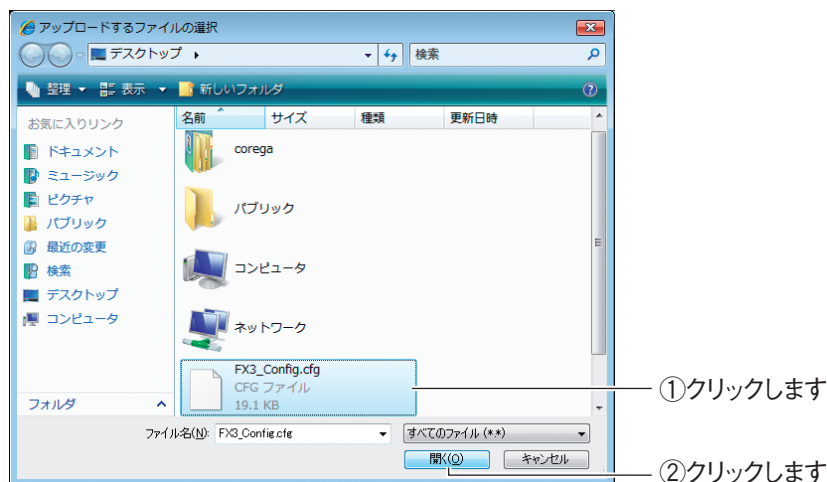 アップロードするファイルの選択
デスクトップ
検索
整理 表示 新しいフォルダ
お気に入りリンク
ドキュメント
ミュージック
ピクチャ
パブリック
最近の変更
検索
デスクトップ
コンピュータ
フォルダ
名前 サイズ 種類 更新日時
corega
パブリック
コンピュータ
ネットワーク
FX3_Config.cfg
CFG ファイル
19.1 KB
①クリックします
ファイル名(N): FX3_Config.cfg すべてのファイル (*.*)
開く(O) キャンセル
②クリックします